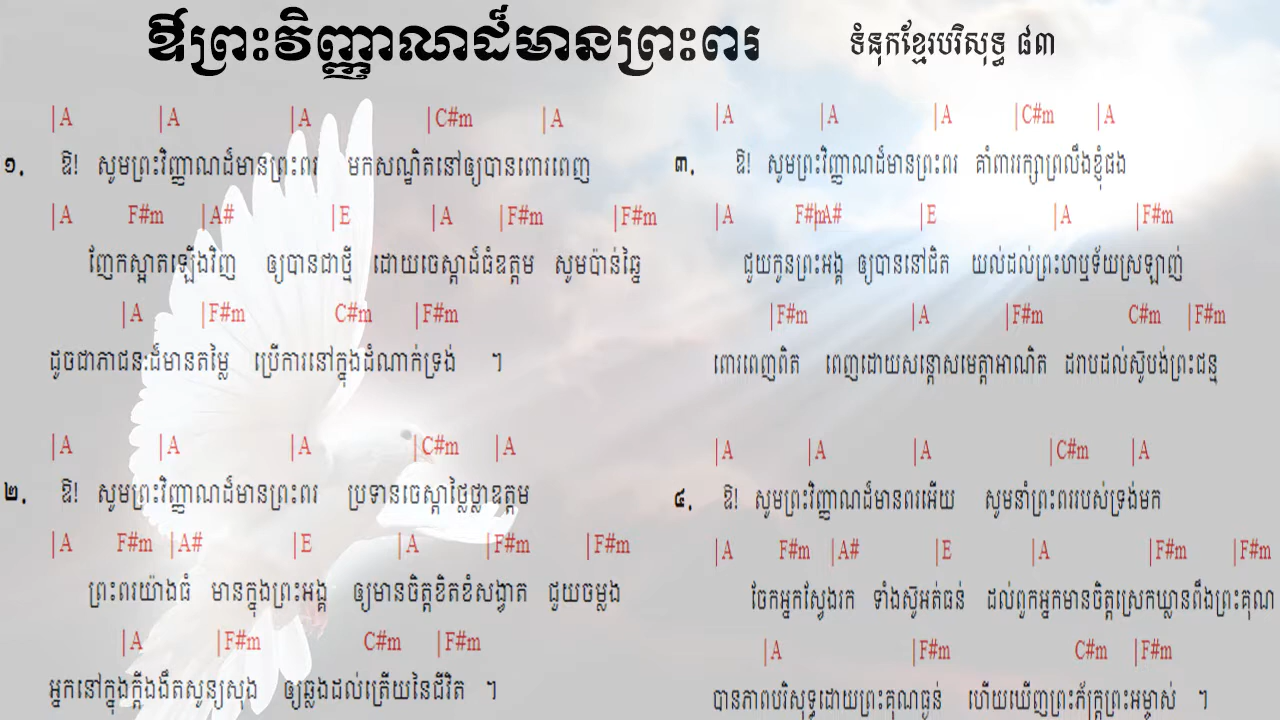 ឱព្រះវិញ្ញាណដ៏មានព្រះពរ
ទំនុកខ្មែរបរិសុទ្ធ ៨៣
|A |A |A |C#m |A
១. ឱ! សូមព្រះវិញ្ញាណដ៏មានព្រះពរ មកសណ្ឋិតនៅឲ្យបានពោរពេញ
|A F#m |A# |E |A |F#m |F#m
ញែកស្អាតឡើងវិញ ឲ្យបានជាថ្មី ដោយចេស្ដាដ៏ធំឧត្ដម សូមប៉ាន់ឆ្នៃ
|A |F#m C#m |F#m
ដូចជាភាជនៈដ៏មានតម្លៃ ប្រើការនៅក្នុងដំណាក់ទ្រង់ ។
|A |A |A |C#m |A
២. ឱ! សូមព្រះវិញ្ញាណដ៏មានព្រះពរ ប្រទានចេស្ដាថ្លៃថ្លាឧត្ដម
|A F#m |A# |E |A |F#m |F#m
ព្រះពរយ៉ាងធំ មានក្នុងព្រះអង្គ ឲ្យមានចិត្តខិតខំសង្វាត ជួយចម្លង
|A |F#m C#m |F#m
អ្នកនៅក្នុងក្ដីងងឹតសូន្យសុង ឲ្យឆ្លងដល់ត្រើយនៃជីវិត ។
|A |A |A |C#m |A
៣. ឱ! សូមព្រះវិញ្ញាណដ៏មានព្រះពរ គាំពាររក្សាព្រលឹងខ្ញុំផង
|A F#m |A# |E |A |F#m
ជួយកូនព្រះអង្គ ឲ្យបាននៅជិត យល់ដល់ព្រះហឫទ័យស្រឡាញ់
|F#m |A |F#m C#m |F#m
ពោរពេញពិត ពេញដោយសន្ដោសមេត្តាអាណិត ដរាបដល់ស៊ូបង់ព្រះជន្ម
|A |A |A |C#m |A
៤. ឱ! សូមព្រះវិញ្ញាណដ៏មានពរអើយ សូមនាំព្រះពររបស់ទ្រង់មក
|A F#m |A# |E |A |F#m |F#m
ចែកអ្នកស្វែងរក ទាំងស៊ូអត់ធន់ ដល់ពួកអ្នកមានចិត្តស្រេកឃ្លានពឹងព្រះគុណ
|A |F#m C#m |F#m
បានភាពបរិសុទ្ធដោយព្រះគុណធ្ងន់ ហើយឃើញព្រះភ័ក្ត្រព្រះអម្ចាស់ ។